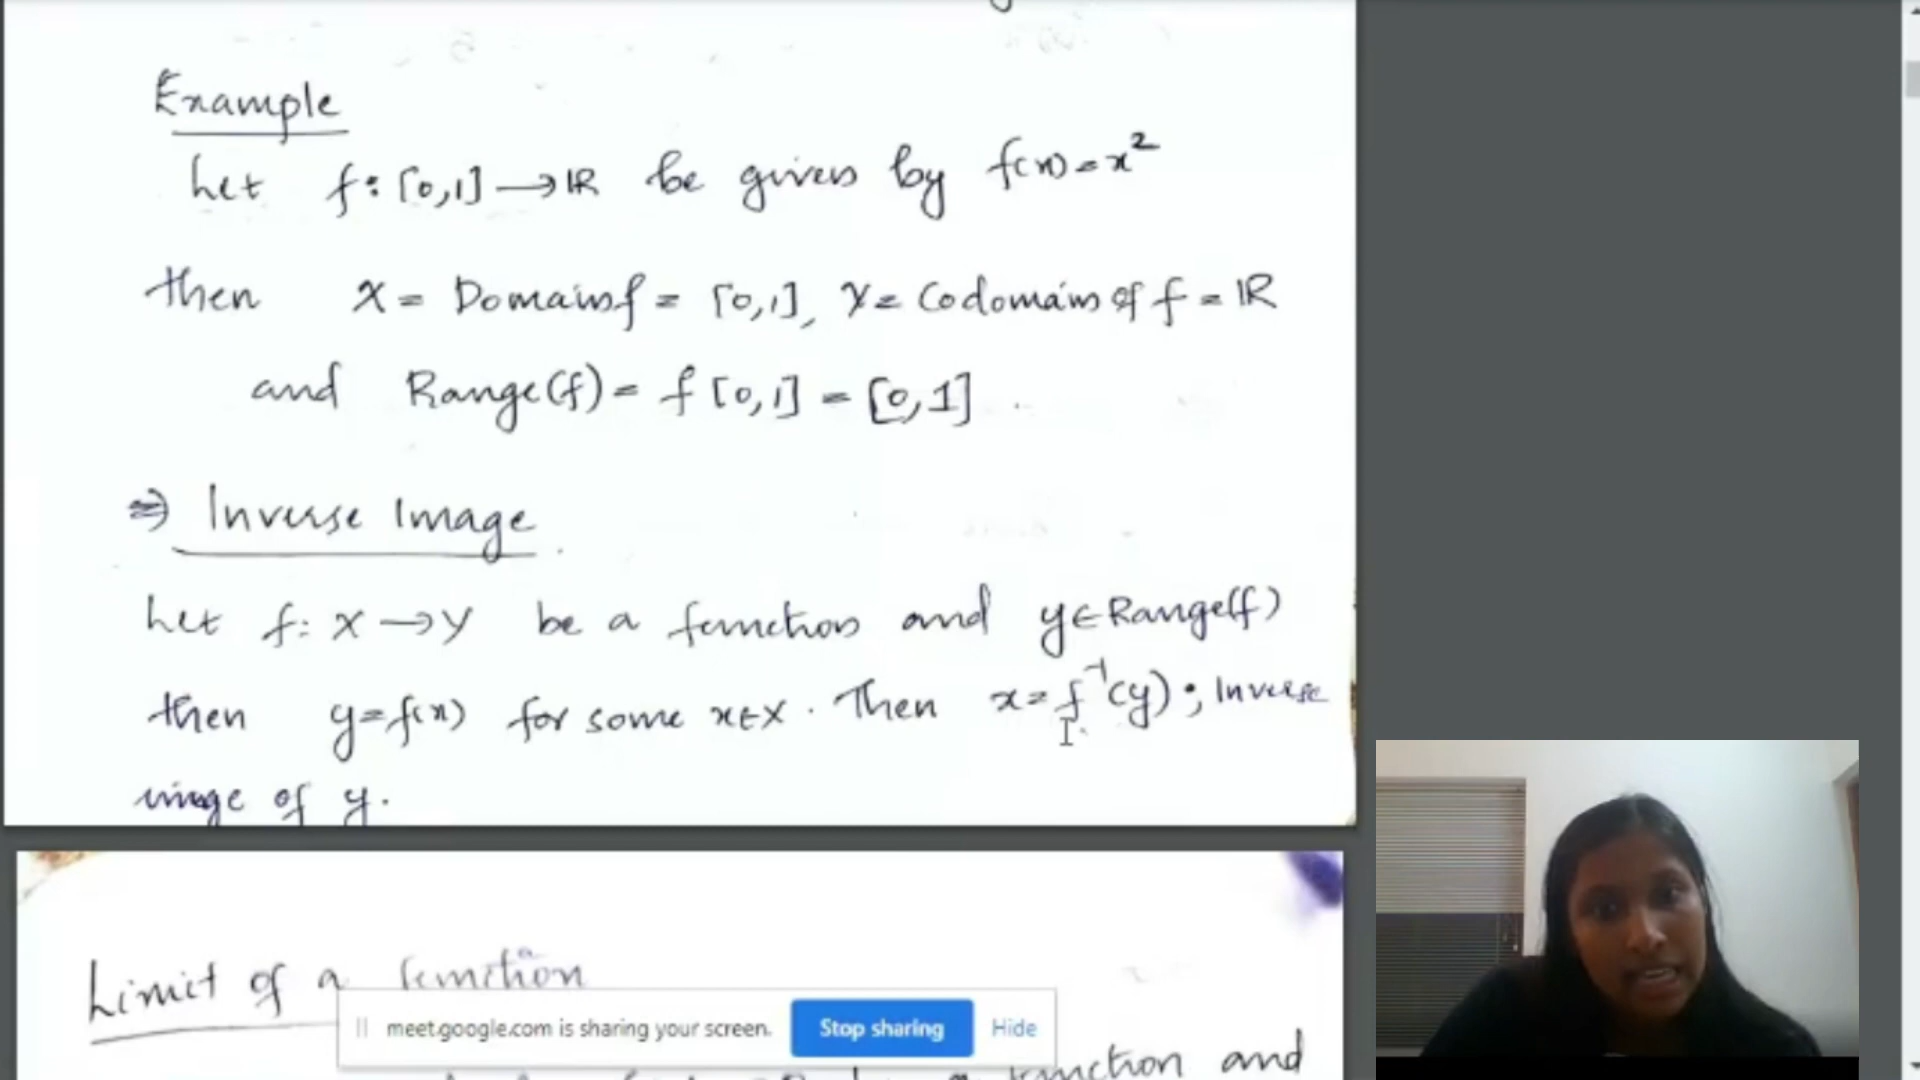 Example
Let f: [0,1] → IR be given by f(x) = x²
then X = Domain f = [0,1], Y = Codomain of f = IR
and Range(f) = f [0,1] = [0,1].
⇒ Inverse Image
Let f: X → Y be a function and y ∈ Range(f)
then y = f(x) for some x ∈ X. Then x = f⁻¹(y); Inverse
image of y.
Limit of a function
meet.google.com is sharing your screen. Stop sharing Hide
function and